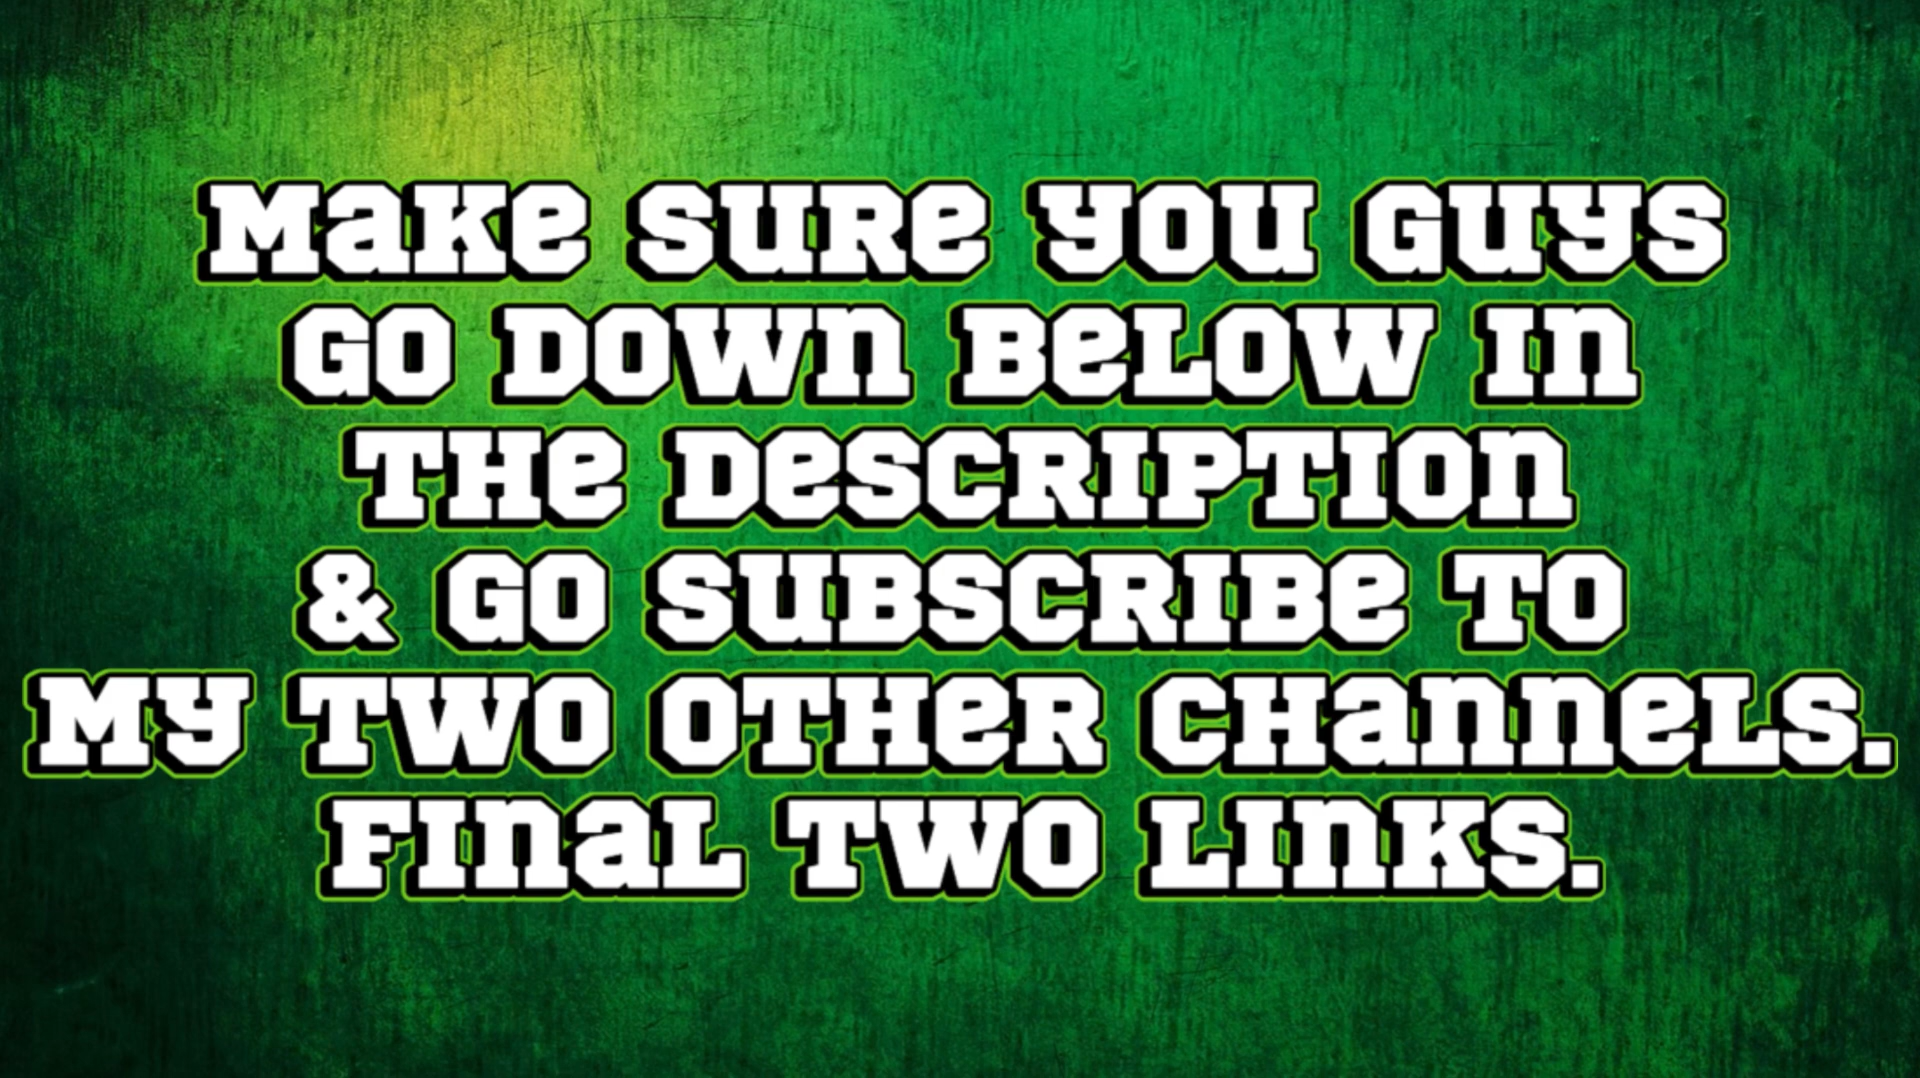 Make sure you guys
go down below in
the description
& go subscribe to
my two other channels.
Final two links.